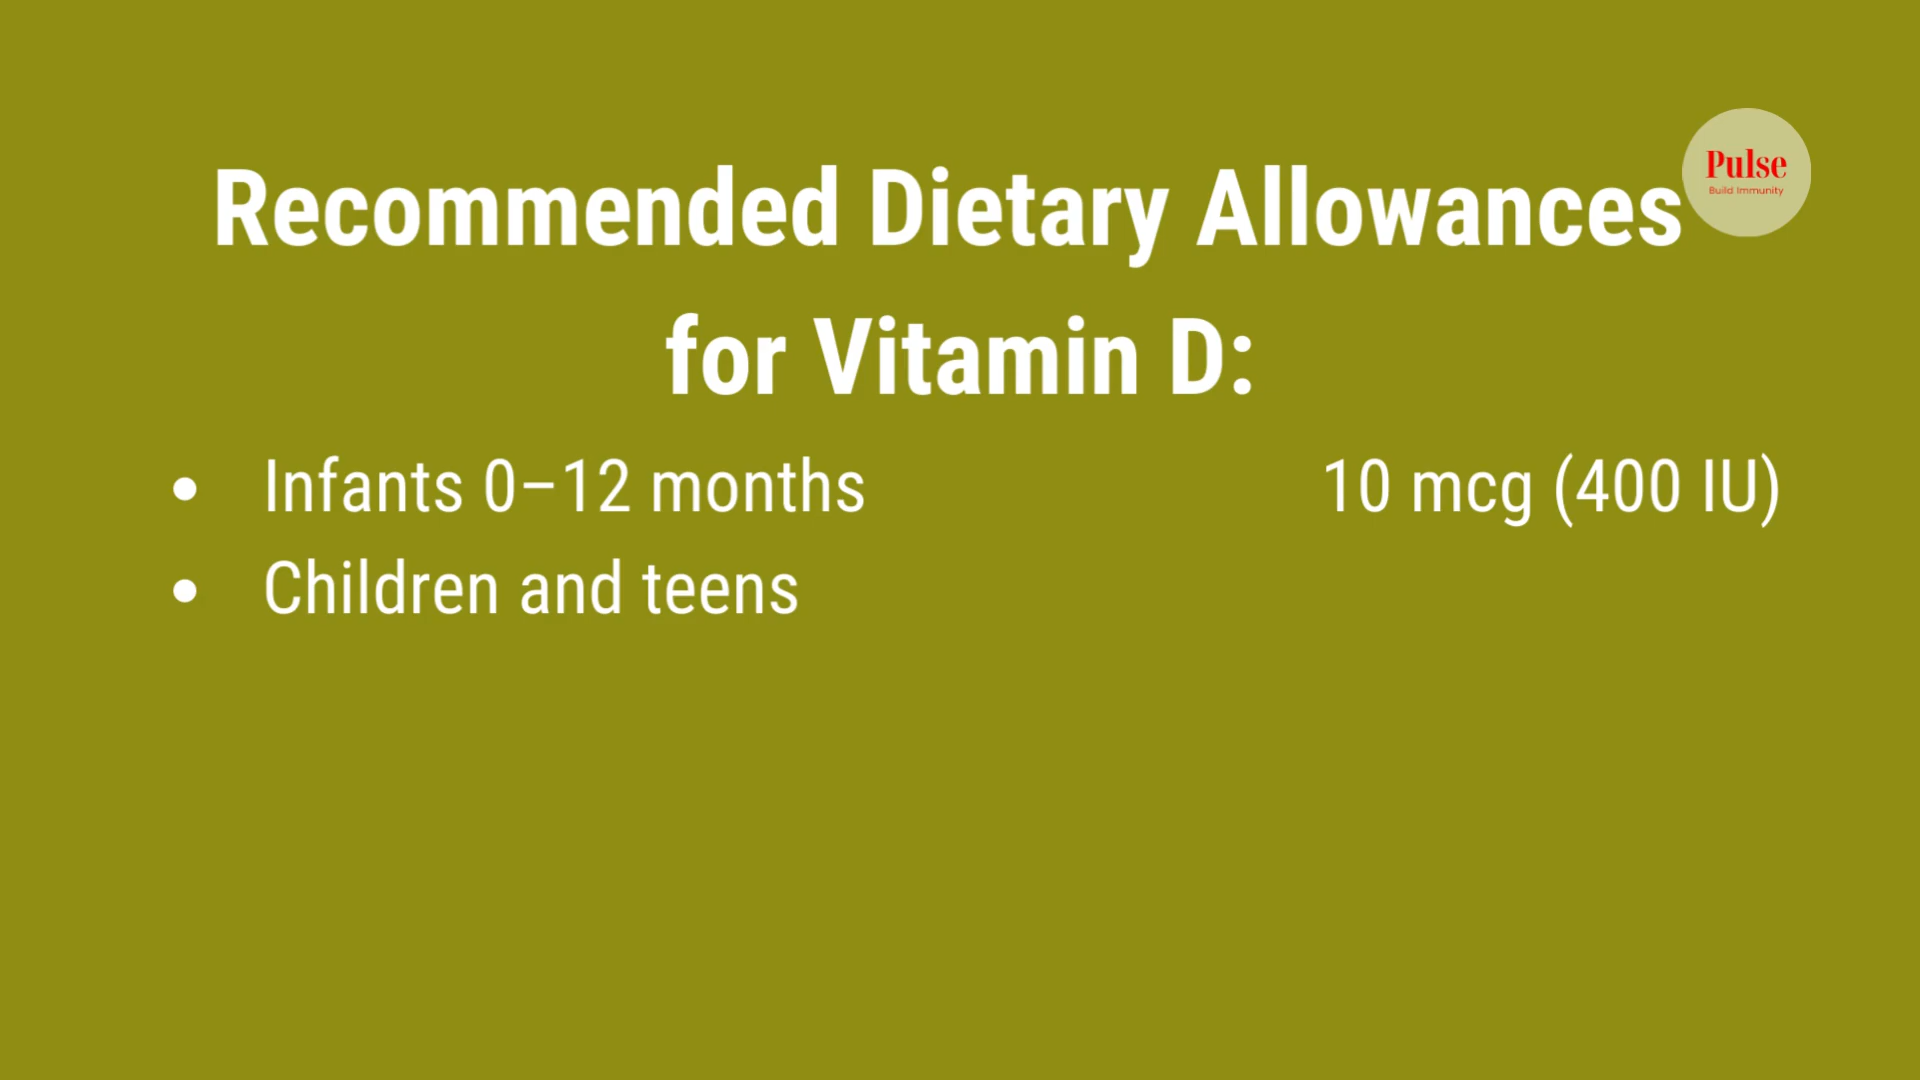 Recommended Dietary Allowances
for Vitamin D:
Pulse
Build Immunity
• Infants 0–12 months 10 mcg (400 IU)
• Children and teens